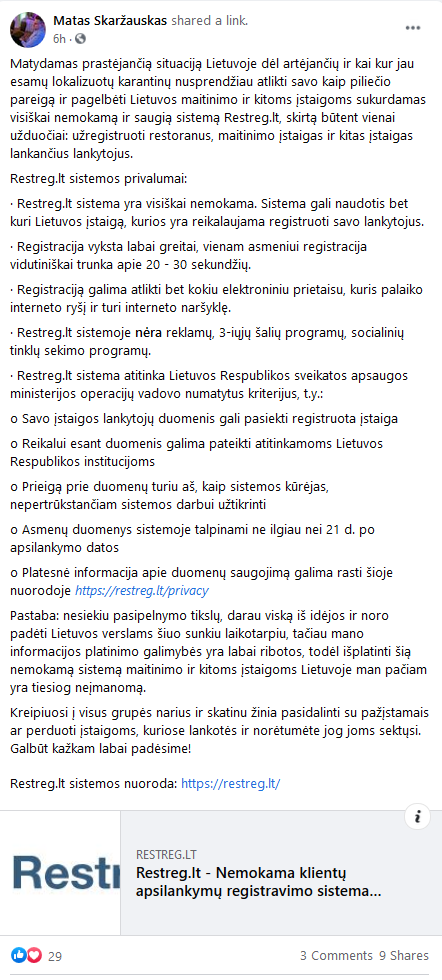 Matas Skaržauskas shared a link.
6h ·
Matydamas prastėjančią situaciją Lietuvoje dėl artėjančių ir kai kur jau
esamų lokalizuotų karantinų nusprendžiau atlikti savo kaip piliečio
pareigą ir pagelbėti Lietuvos maitinimo ir kitoms įstaigoms sukurdamas
visiškai nemokamą ir saugią sistemą Restreg.lt, skirtą būtent vienai
užduočiai: užregistruoti restoranus, maitinimo įstaigas ir kitas įstaigas
lankančius lankytojus.
Restreg.lt sistemos privalumai:
· Restreg.lt sistema yra visiškai nemokama. Sistema gali naudotis bet
kuri Lietuvos įstaigą, kurios yra reikalaujama registruoti savo lankytojus.
· Registracija vyksta labai greitai, vienam asmeniui registracija
vidutiniškai trunka apie 20 - 30 sekundžių.
· Registraciją galima atlikti bet kokiu elektroniniu prietaisu, kuris palaiko
interneto ryšį ir turi interneto naršyklę.
· Restreg.lt sistemoje nėra reklamų, 3-iųjų šalių programų, socialinių
tinklų sekimo programų.
· Restreg.lt sistema atitinka Lietuvos Respublikos sveikatos apsaugos
ministerijos operacijų vadovo numatytus kriterijus, t.y.:
o Savo įstaigos lankytojų duomenis gali pasiekti registruota įstaiga
o Reikalui esant duomenis galima pateikti atitinkamoms Lietuvos
Respublikos institucijoms
o Prieigą prie duomenų turiu aš, kaip sistemos kūrėjas,
nepertrūkstančiam sistemos darbui užtikrinti
o Asmenų duomenys sistemoje talpinami ne ilgiau nei 21 d. po
apsilankymo datos
o Platesnė informacija apie duomenų saugojimą galima rasti šioje
nuorodoje https://restreg.lt/privacy
Pastaba: nesiekiu pasipelnymo tikslų, darau viską iš idėjos ir noro
padėti Lietuvos verslams šiuo sunkiu laikotarpiu, tačiau mano
informacijos platinimo galimybės yra labai ribotos, todėl išplatinti šią
nemokamą sistemą maitinimo ir kitoms įstaigoms Lietuvoje man pačiam
yra tiesiog neįmanomą.
Kreipiuosi į visus grupės narius ir skatinu žinia pasidalinti su pažįstamais
ar perduoti įstaigoms, kuriose lankotės ir norėtumėte jog joms sektųsi.
Galbūt kažkam labai padėsime!
Restreg.lt sistemos nuoroda: https://restreg.lt/
Restr
RESTREG.LT
Restreg.lt - Nemokama klientų
apsilankymų registravimo sistema...
29
3 Comments 9 Shares